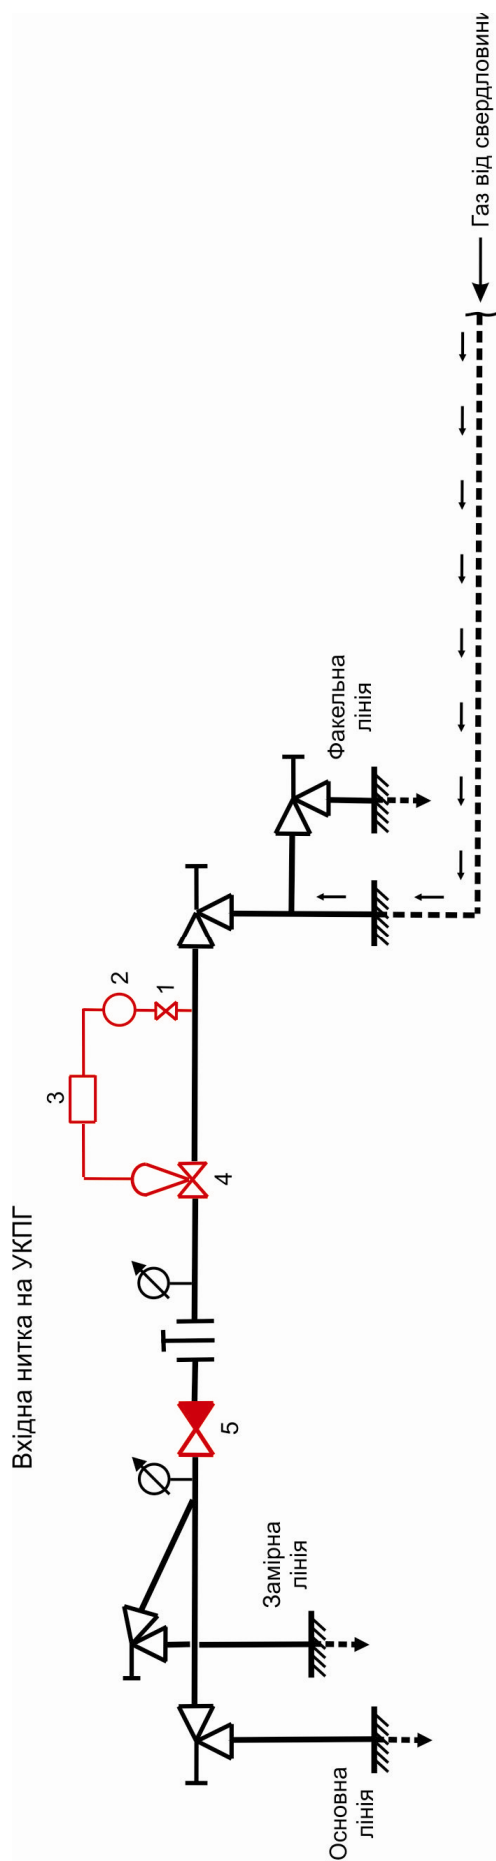 Вхідна нитка на УКПГ
3
2
1
4
5
Факельна
лінія
Газ від свердловини
Замірна
лінія
Основна
лінія